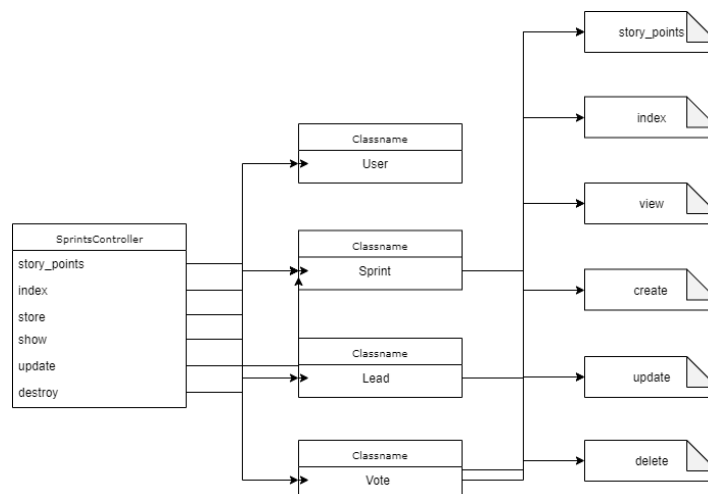 SprintsController
story_points
index
store
show
update
destroy
Classname
User
Classname
Sprint
Classname
Lead
Classname
Vote
story_points
index
view
create
update
delete